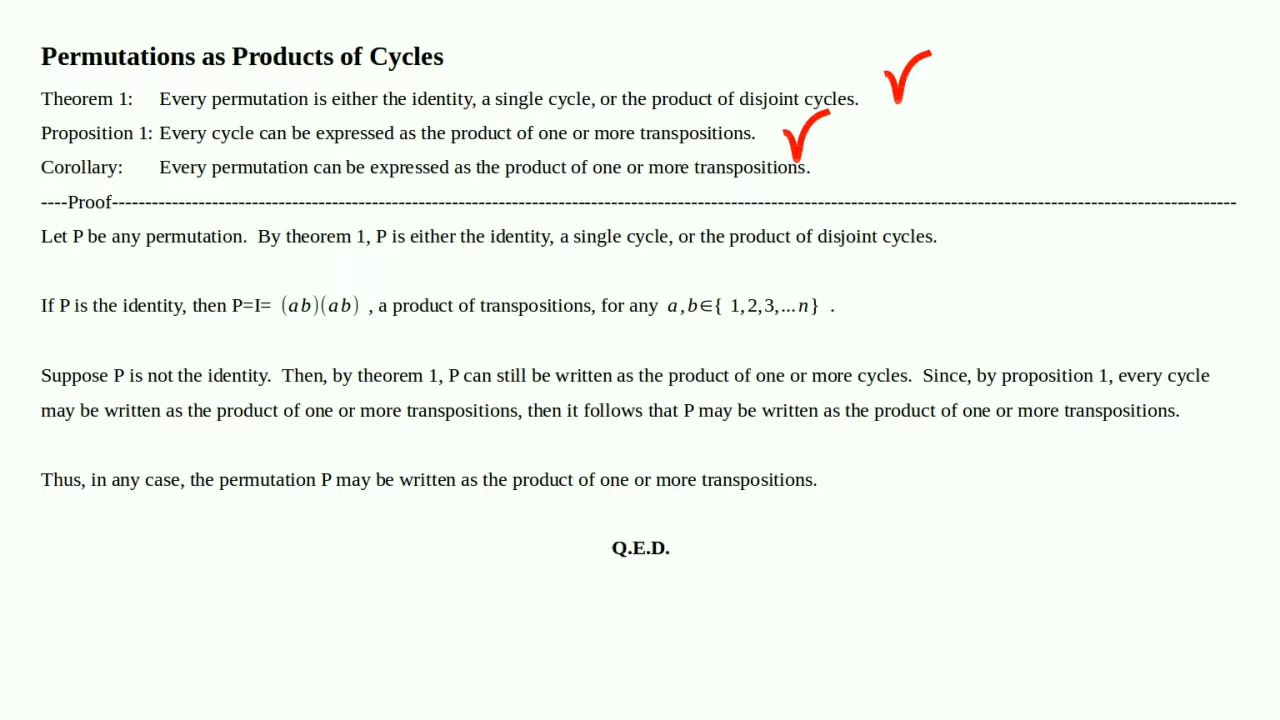 Permutations as Products of Cycles
Theorem 1: Every permutation is either the identity, a single cycle, or the product of disjoint cycles.
Proposition 1: Every cycle can be expressed as the product of one or more transpositions.
Corollary: Every permutation can be expressed as the product of one or more transpositions.
----Proof--------------------------------------------------------------------------------------------------------------------------------------------------------------------------
Let P be any permutation. By theorem 1, P is either the identity, a single cycle, or the product of disjoint cycles.
If P is the identity, then P=I= (a b)(a b) , a product of transpositions, for any a,b∈{ 1,2,3,...n} .
Suppose P is not the identity. Then, by theorem 1, P can still be written as the product of one or more cycles. Since, by proposition 1, every cycle
may be written as the product of one or more transpositions, then it follows that P may be written as the product of one or more transpositions.
Thus, in any case, the permutation P may be written as the product of one or more transpositions.
Q.E.D.